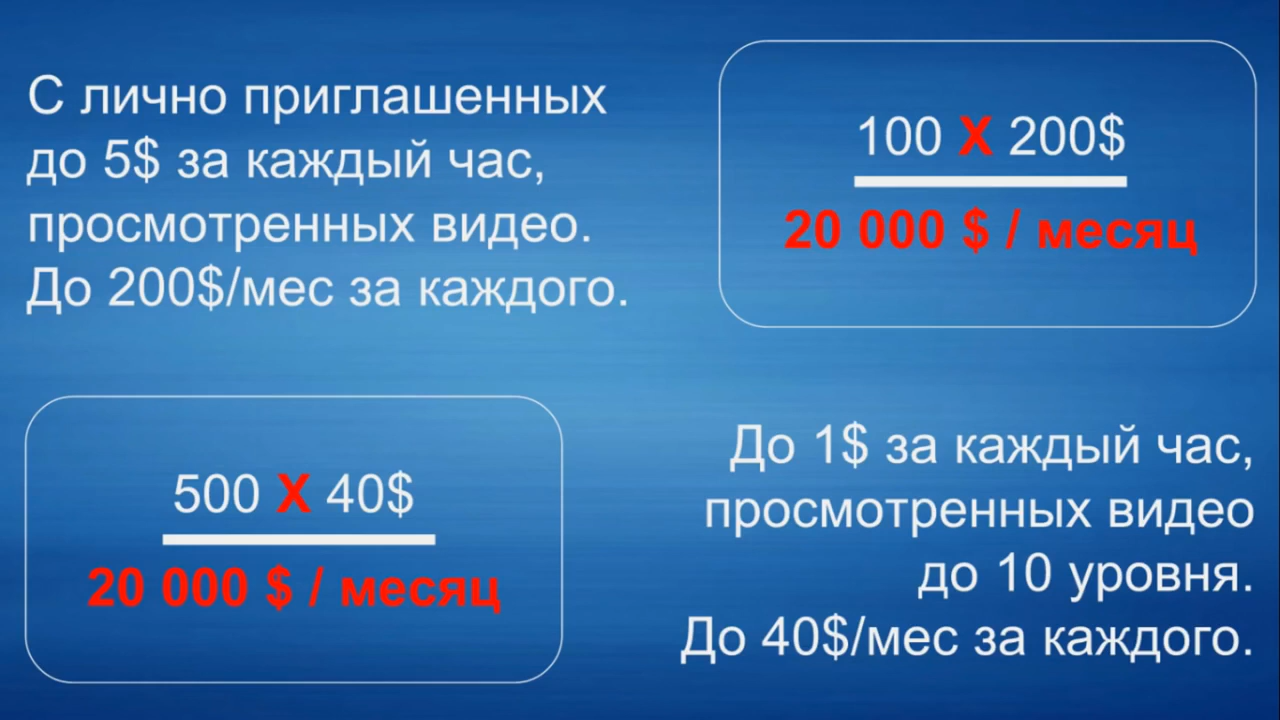 С лично приглашенных
до 5$ за каждый час,
просмотренных видео.
До 200$/мес за каждого.
100 X 200$
20 000 $ / месяц
500 X 40$
20 000 $ / месяц
До 1$ за каждый час,
просмотренных видео
до 10 уровня.
До 40$/мес за каждого.